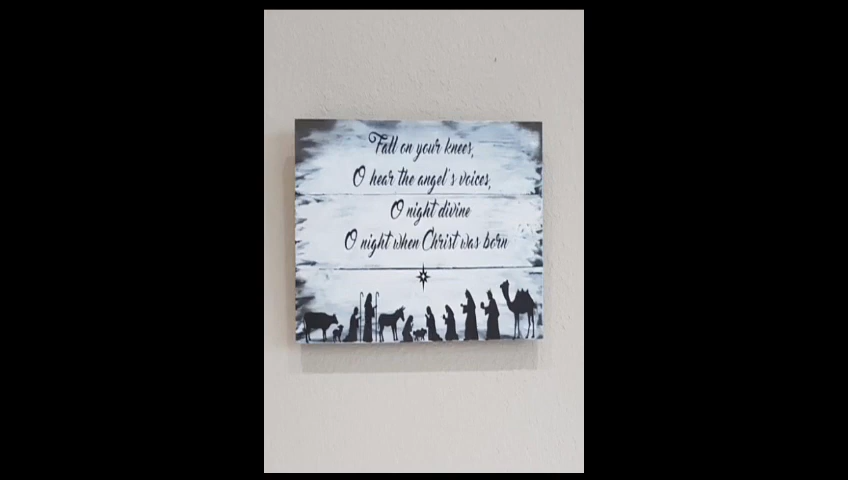 Fall on your knees,
O hear the angel's voices,
O night divine
O night when Christ was born